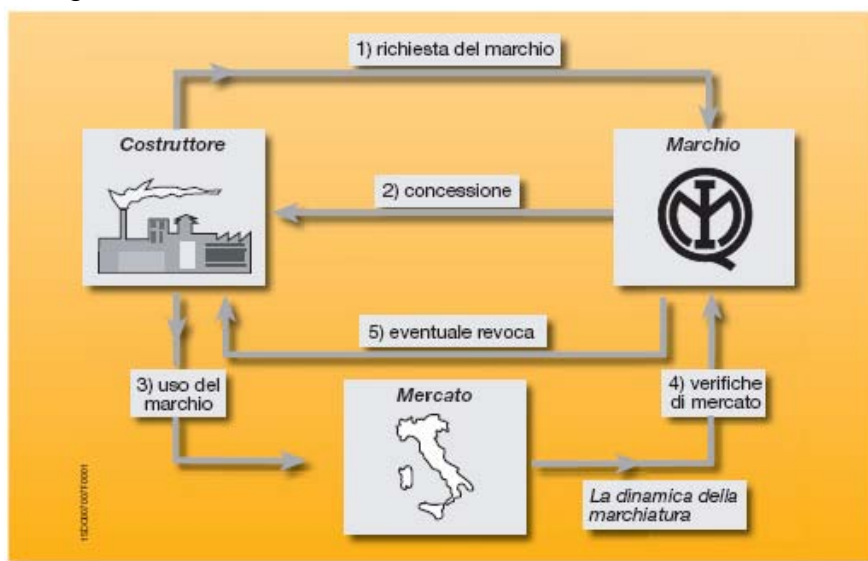 1) richiesta del marchio
Costruttore
Marchio
2) concessione
IMQ
5) eventuale revoca
3) uso del
marchio
Mercato
4) verifiche
di mercato
La dinamica della
marchiatura